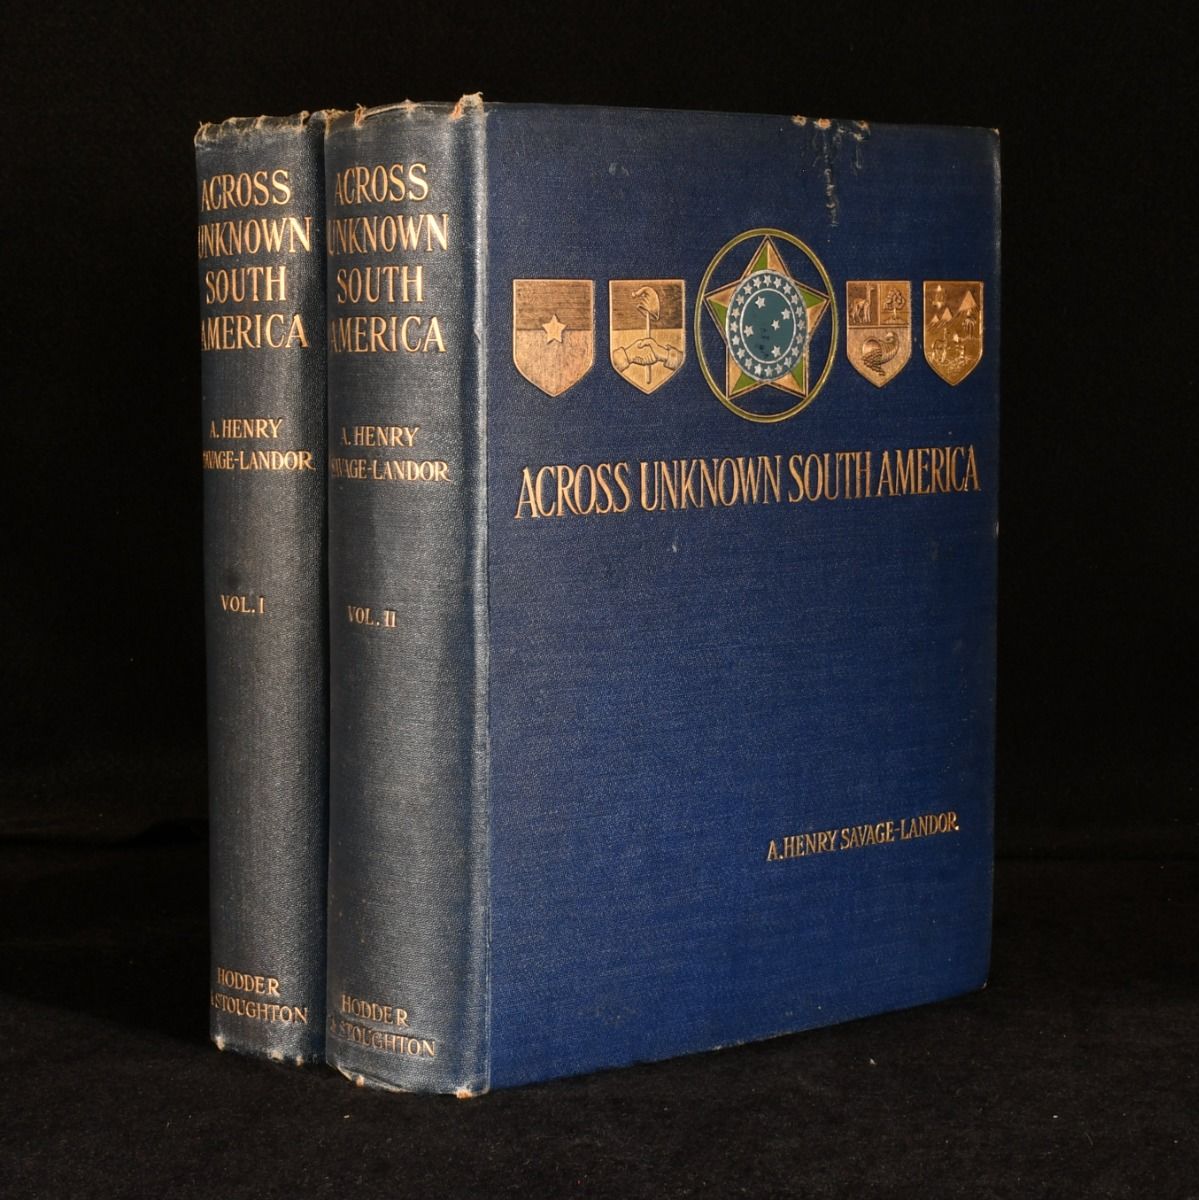 ACROSS
UNKNOWN
SOUTH
AMERICA
A. HENRY
SAVAGE-LANDOR.
VOL. I
HODDER
& STOUGHTON
ACROSS
UNKNOWN
SOUTH
AMERICA
A. HENRY
SAVAGE-LANDOR.
VOL. II
HODDER
& STOUGHTON
ACROSS UNKNOWN SOUTH AMERICA
A. HENRY SAVAGE-LANDOR.